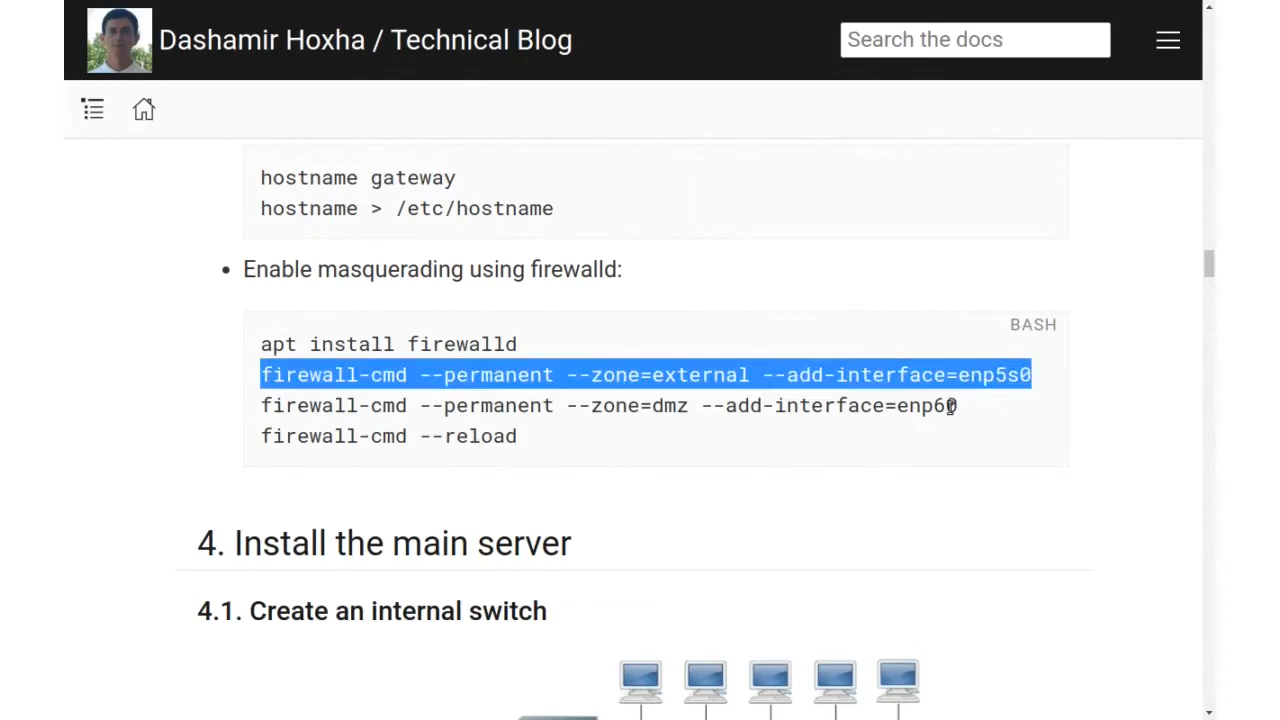 Dashamir Hoxha / Technical Blog
Search the docs
hostname gateway
hostname > /etc/hostname
• Enable masquerading using firewalld:
BASH
apt install firewalld
firewall-cmd --permanent --zone=external --add-interface=enp5s0
firewall-cmd --permanent --zone=dmz --add-interface=enp60
firewall-cmd --reload
4. Install the main server
4.1. Create an internal switch